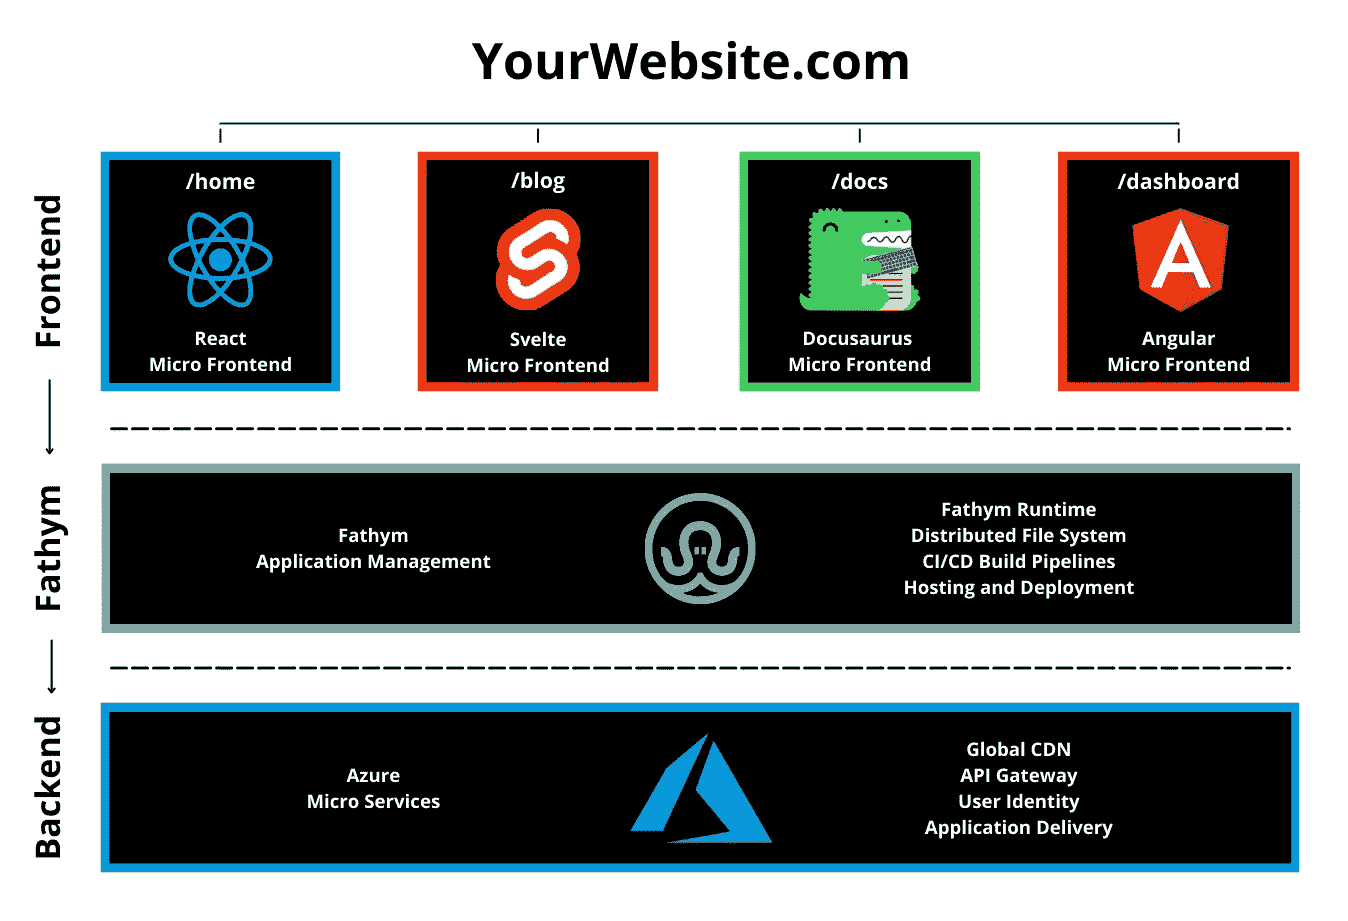 YourWebsite.com
Frontend
/home
React
Micro Frontend
/blog
Svelte
Micro Frontend
/docs
Docusaurus
Micro Frontend
/dashboard
Angular
Micro Frontend
Fathym
Fathym
Application Management
Fathym Runtime
Distributed File System
CI/CD Build Pipelines
Hosting and Deployment
Backend
Azure
Micro Services
Global CDN
API Gateway
User Identity
Application Delivery